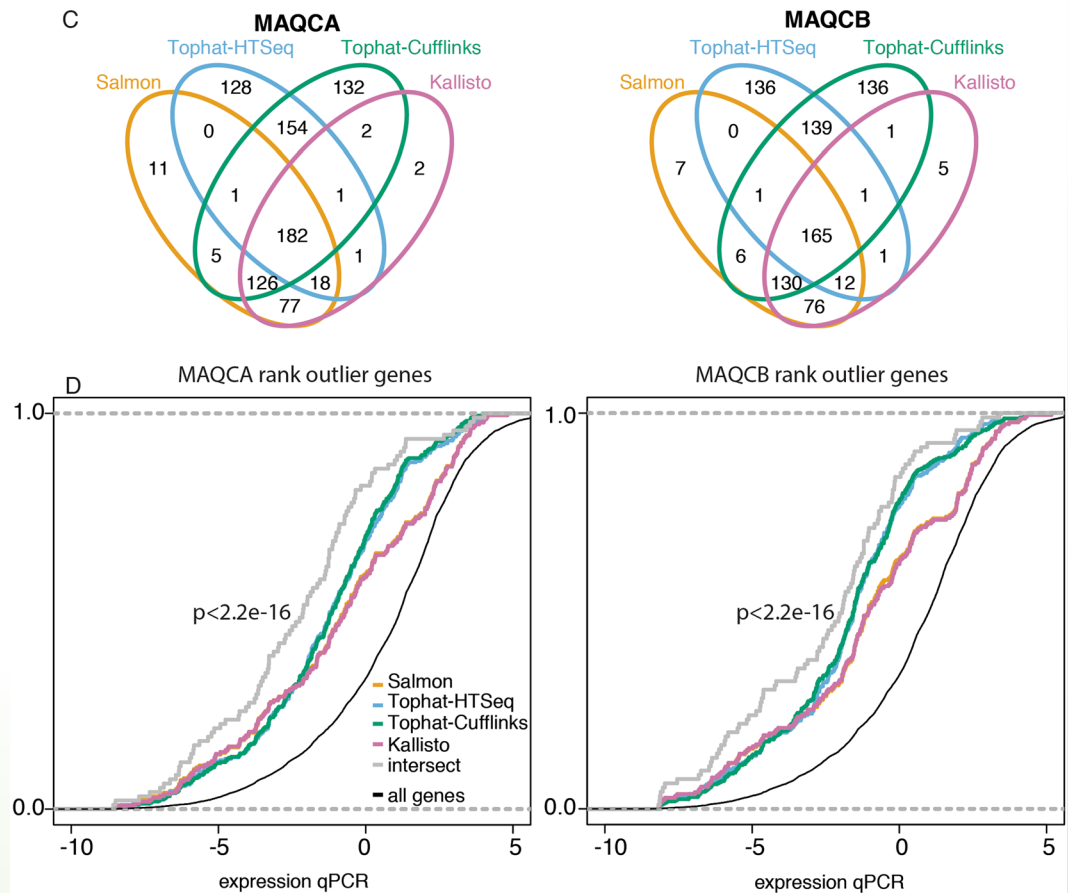 C
MAQCA
MAQCB
Tophat-HTSeq Tophat-Cufflinks
Tophat-HTSeq Tophat-Cufflinks
Salmon Kallisto
Salmon Kallisto
128 132
0 154 2
11 2
1 1
182
5 1
126 18
77
136 136
0 139 1
7 5
1 1
165
6 1
130 12
76
D
MAQCA rank outlier genes
1.0
p<2.2e-16
Salmon
Tophat-HTSeq
Tophat-Cufflinks
Kallisto
intersect
all genes
0.0
-10 -5 0 5
expression qPCR
MAQCB rank outlier genes
1.0
p<2.2e-16
0.0
-10 -5 0 5
expression qPCR